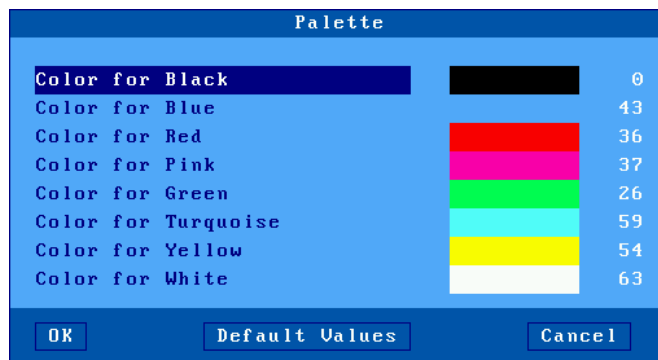 Palette
Color for Black 0
Color for Blue 43
Color for Red 36
Color for Pink 37
Color for Green 26
Color for Turquoise 59
Color for Yellow 54
Color for White 63
OK Default Values Cancel